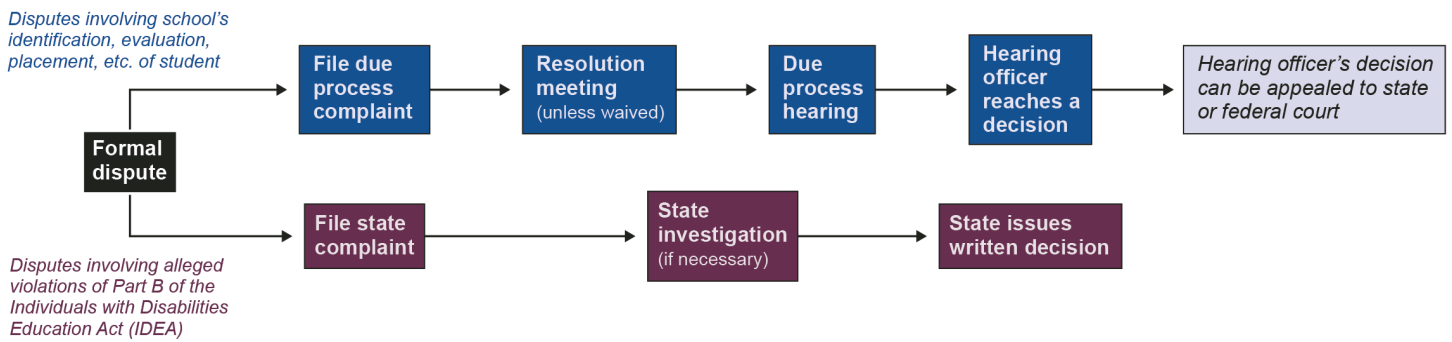 Disputes involving school's
identification, evaluation,
placement, etc. of student
File due
process
complaint
Resolution
meeting
(unless waived)
Due
process
hearing
Hearing
officer
reaches a
decision
Hearing officer's decision
can be appealed to state
or federal court
Formal
dispute
File state
complaint
State
investigation
(if necessary)
State issues
written decision
Disputes involving alleged
violations of Part B of the
Individuals with Disabilities
Education Act (IDEA)